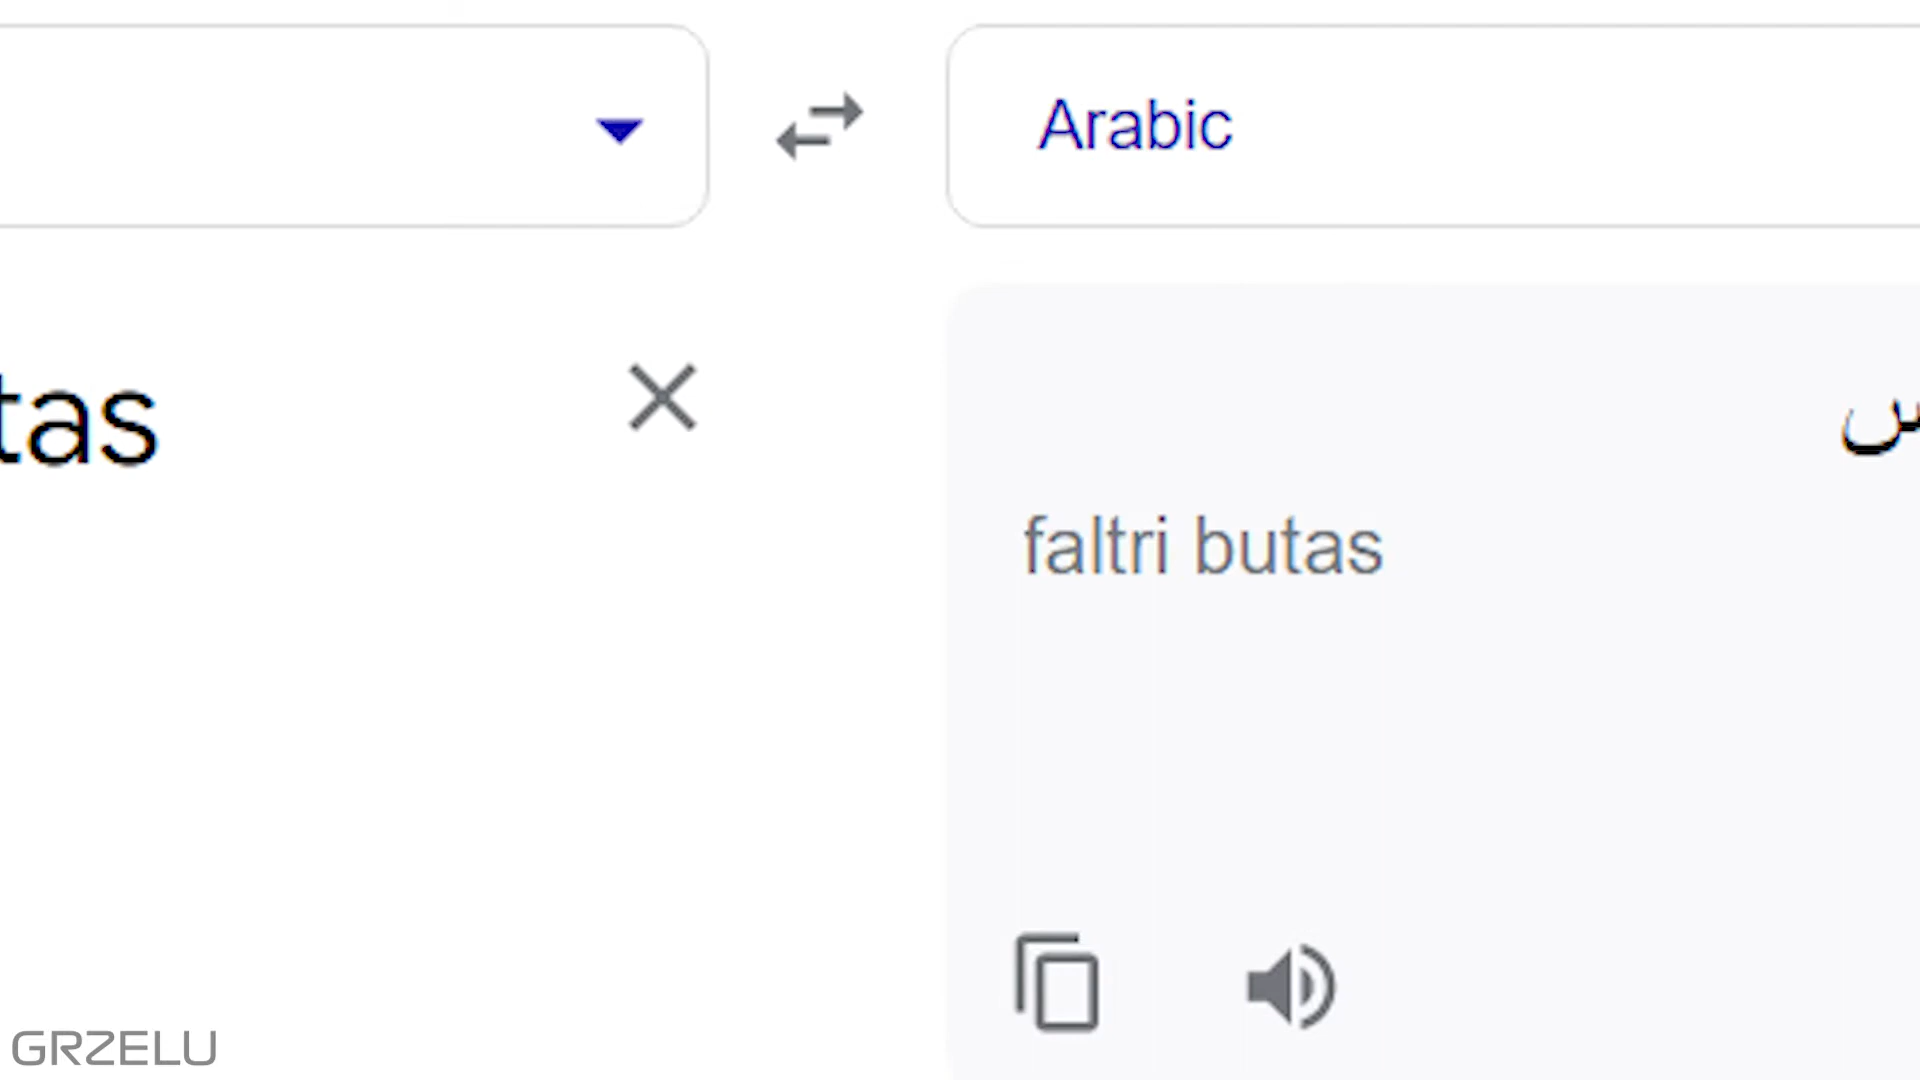 Arabic
tas
س
faltri butas
GRZELU